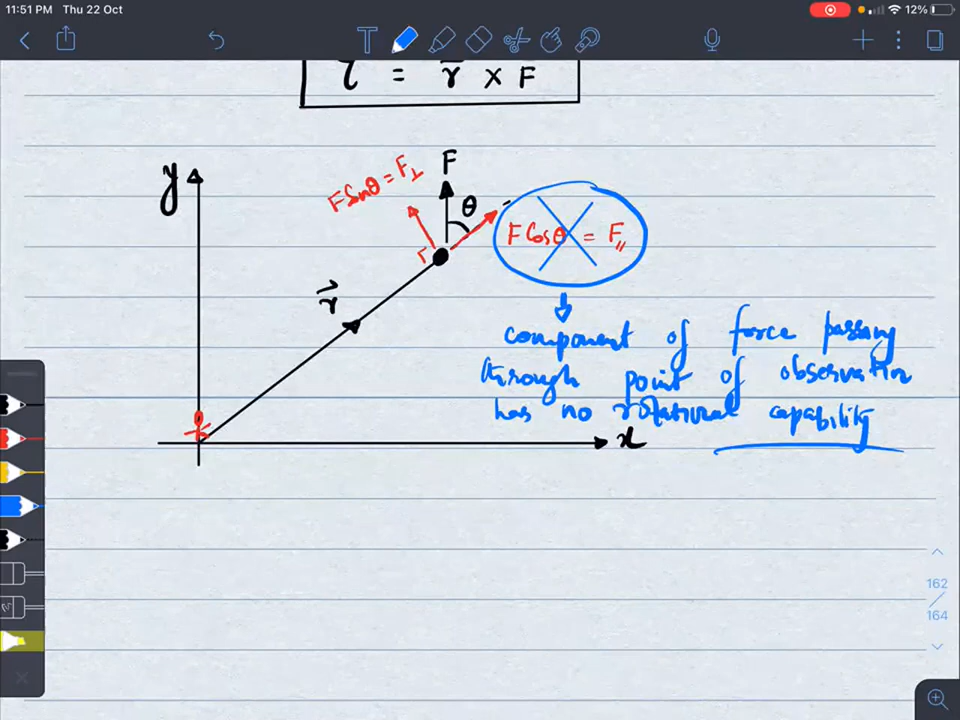 11:51 PM Thu 22 Oct
12%
τ = r⃗ × F
y
F
F Sinθ = F⊥
θ
F Cosθ = F∥
r⃗
component of force passing
through point of observation
has no rotational capability
x
162
/
164